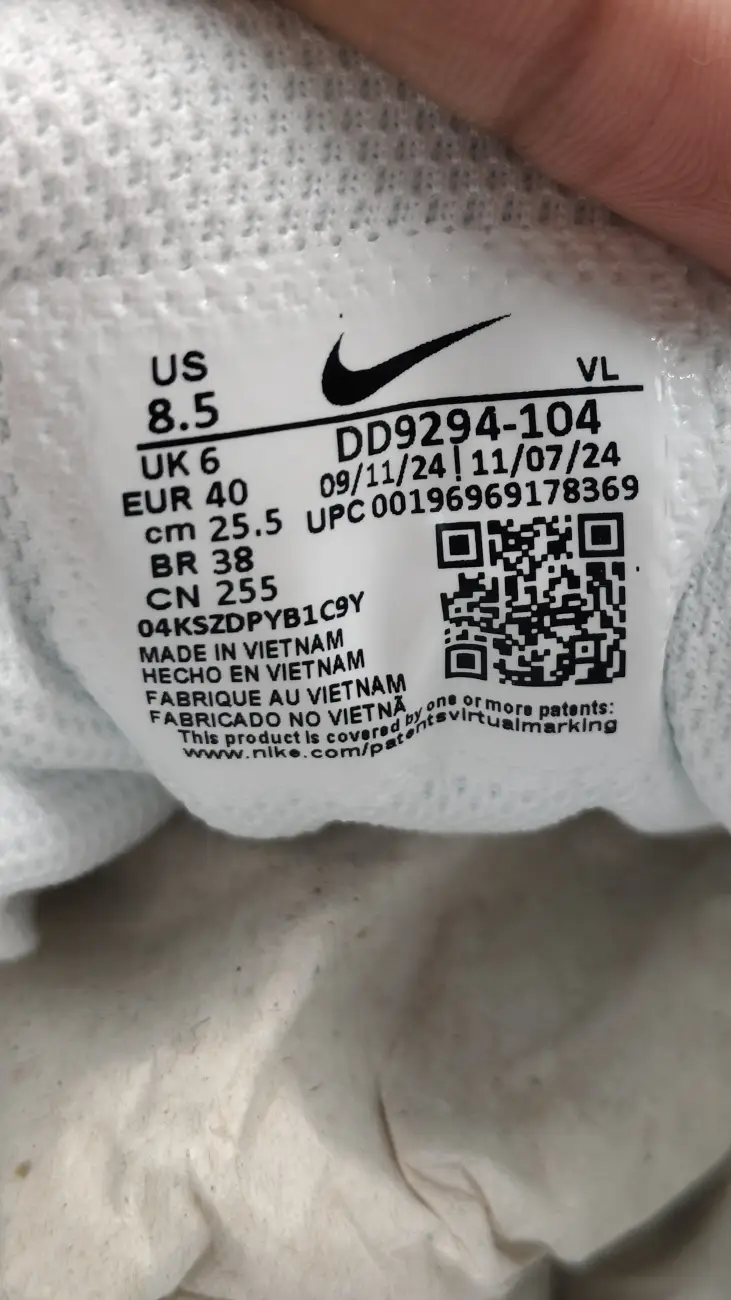 US
8.5
VL
UK 6
EUR 40
cm 25.5
BR 38
CN 255
DD9294-104
09/11/24 | 11/07/24
UPC 00196969178369
04KSZDPYB1C9Y
MADE IN VIETNAM
HECHO EN VIETNAM
FABRIQUE AU VIETNAM
FABRICADO NO VIETNÃ
This product is covered by one or more patents:
www.nike.com/patentsvirtualmarking